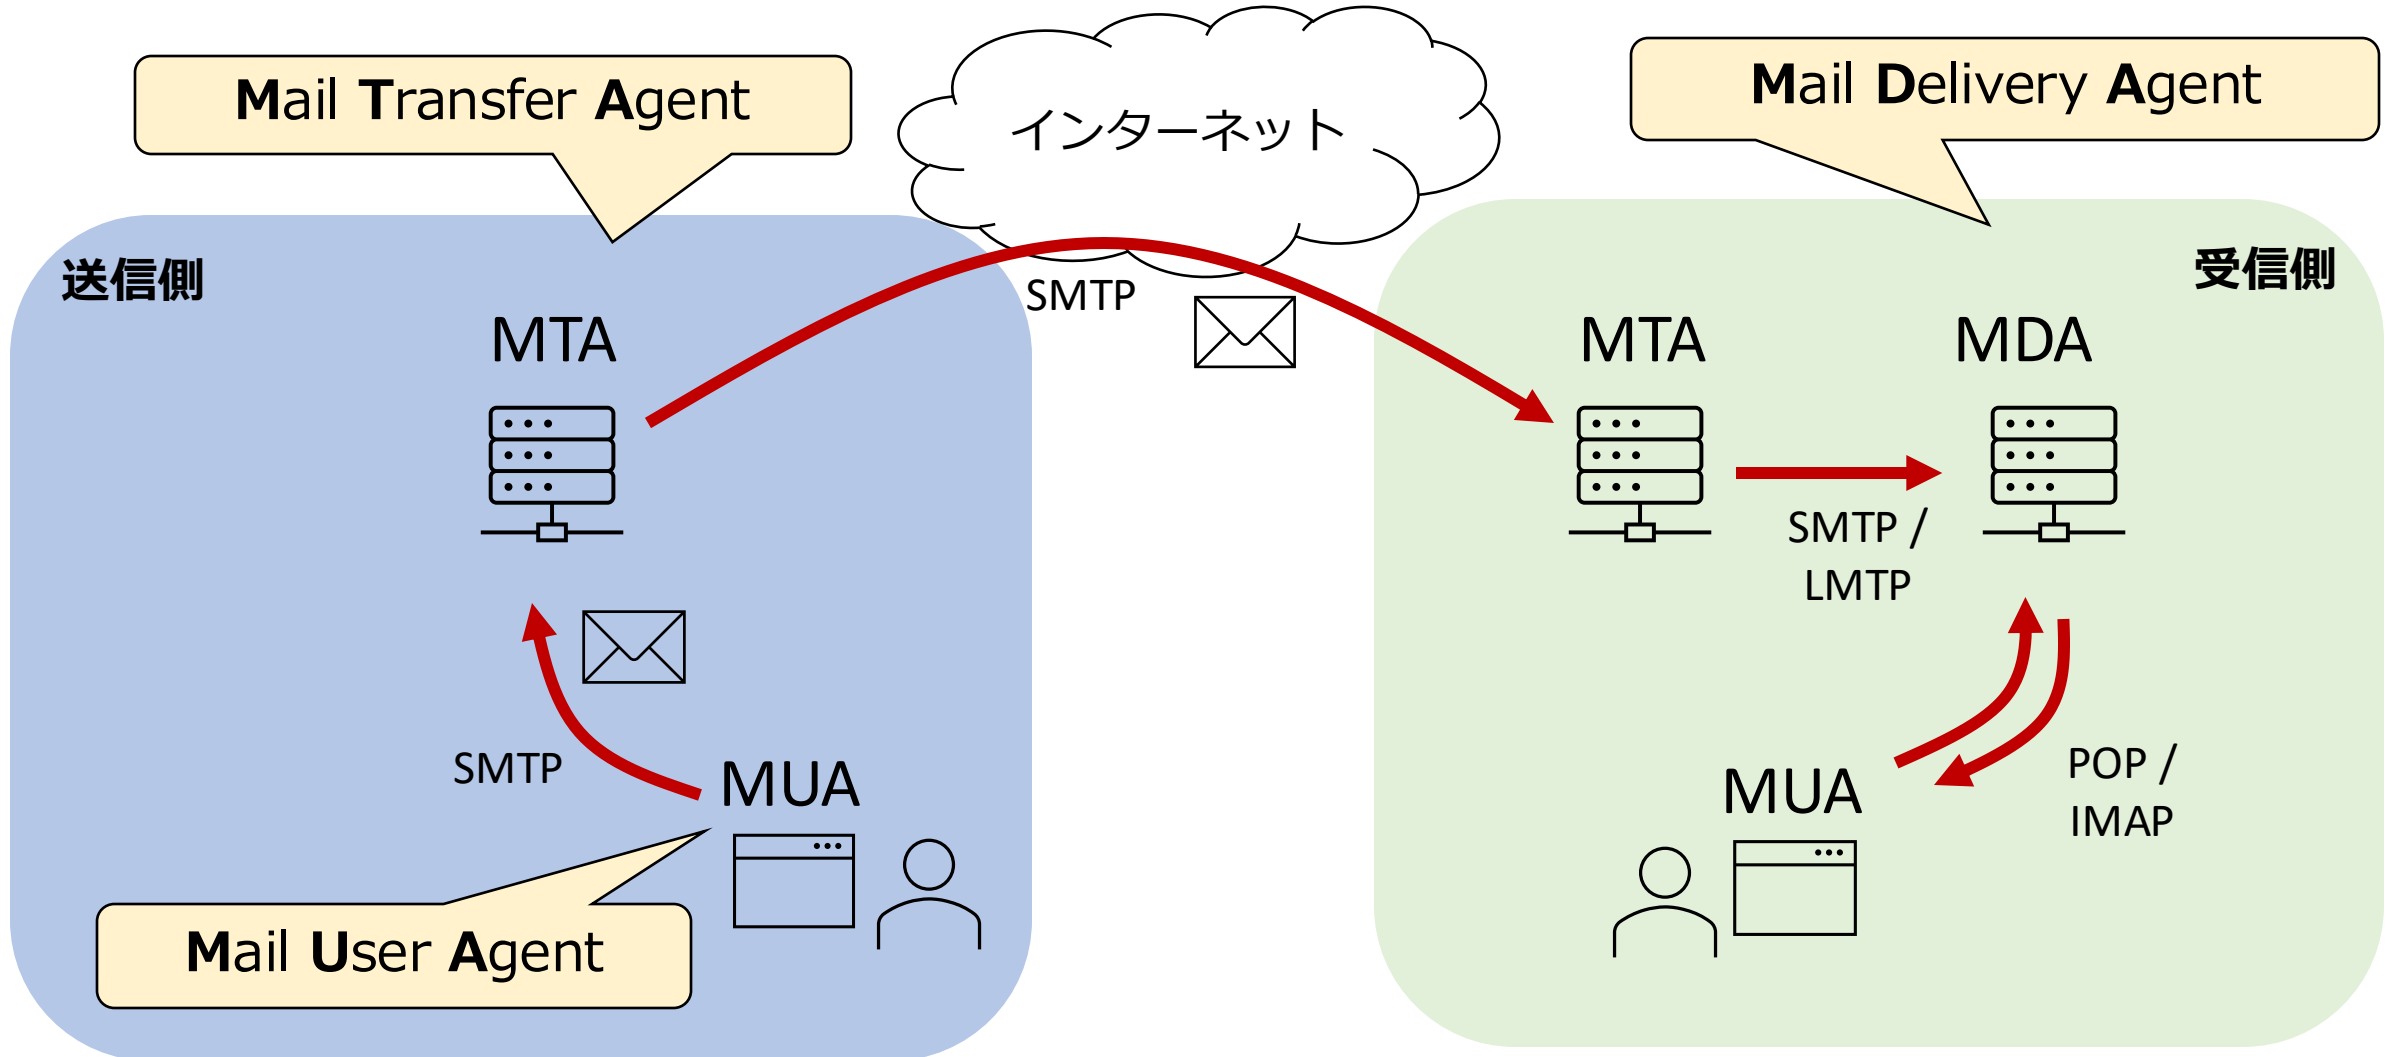 Mail Transfer Agent
インターネット
Mail Delivery Agent
送信側
受信側
SMTP
MTA
MTA
MDA
SMTP /
LMTP
SMTP
MUA
MUA
POP /
IMAP
Mail User Agent